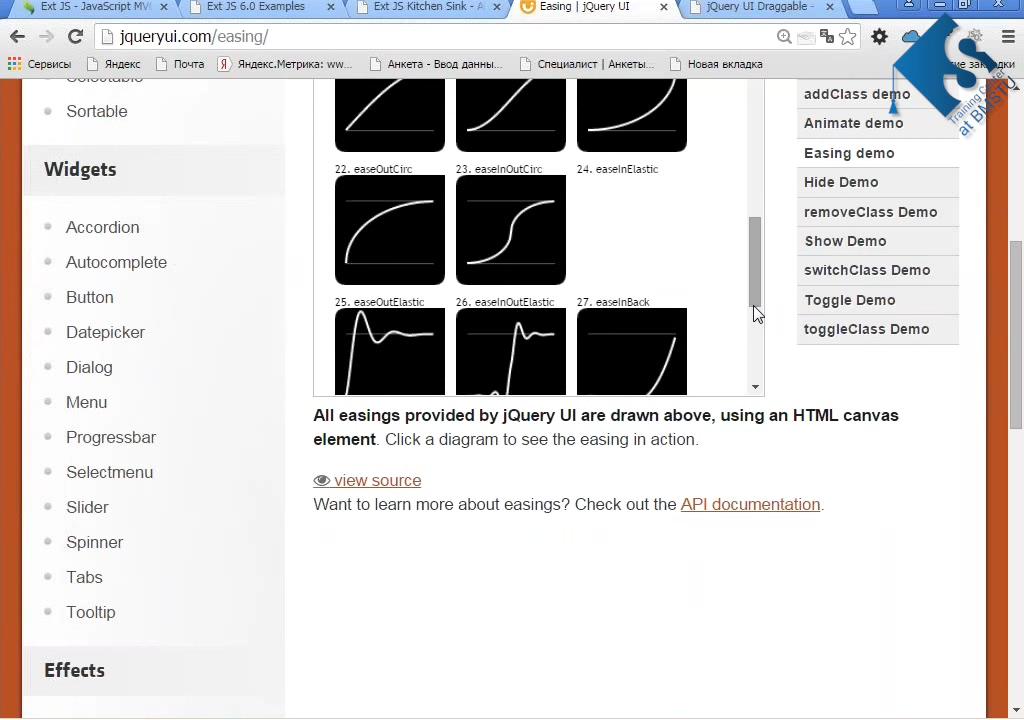 Ext JS - JavaScript MV
Ext JS 6.0 Examples
Ext JS Kitchen Sink - A
Easing | jQuery UI
jQuery UI Draggable -
jqueryui.com/easing/
Сервисы
Яндекс
Почта
Яндекс.Метрика: ww...
Анкета - Ввод данны...
Специалист | Анкеты...
Новая вкладка
закладки
Training Center
at BMSTU
Selectable
Sortable
Widgets
Accordion
Autocomplete
Button
Datepicker
Dialog
Menu
Progressbar
Selectmenu
Slider
Spinner
Tabs
Tooltip
Effects
22. easeOutCirc
23. easeInOutCirc
24. easeInElastic
25. easeOutElastic
26. easeInOutElastic
27. easeInBack
All easings provided by jQuery UI are drawn above, using an HTML canvas
element. Click a diagram to see the easing in action.
view source
Want to learn more about easings? Check out the API documentation.
addClass demo
Animate demo
Easing demo
Hide Demo
removeClass Demo
Show Demo
switchClass Demo
Toggle Demo
toggleClass Demo